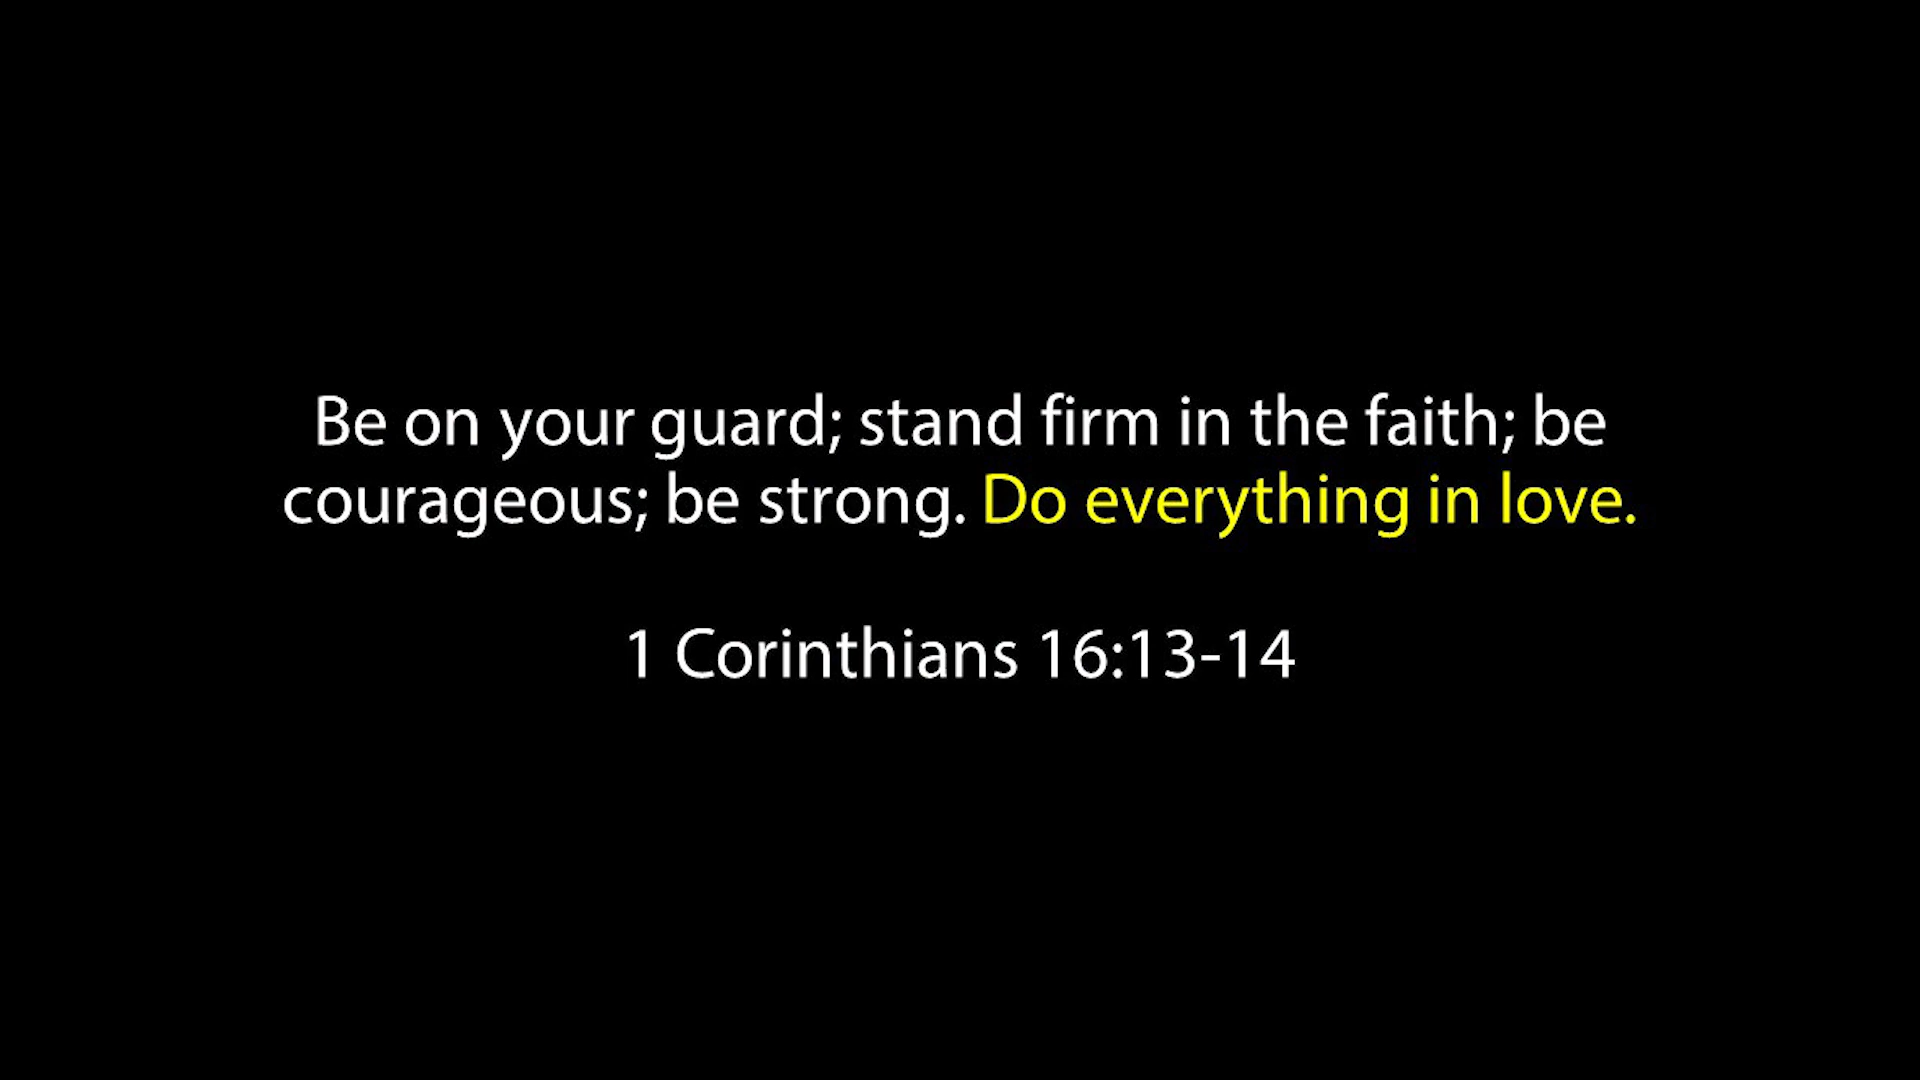 Be on your guard; stand firm in the faith; be
courageous; be strong. Do everything in love.
1 Corinthians 16:13-14